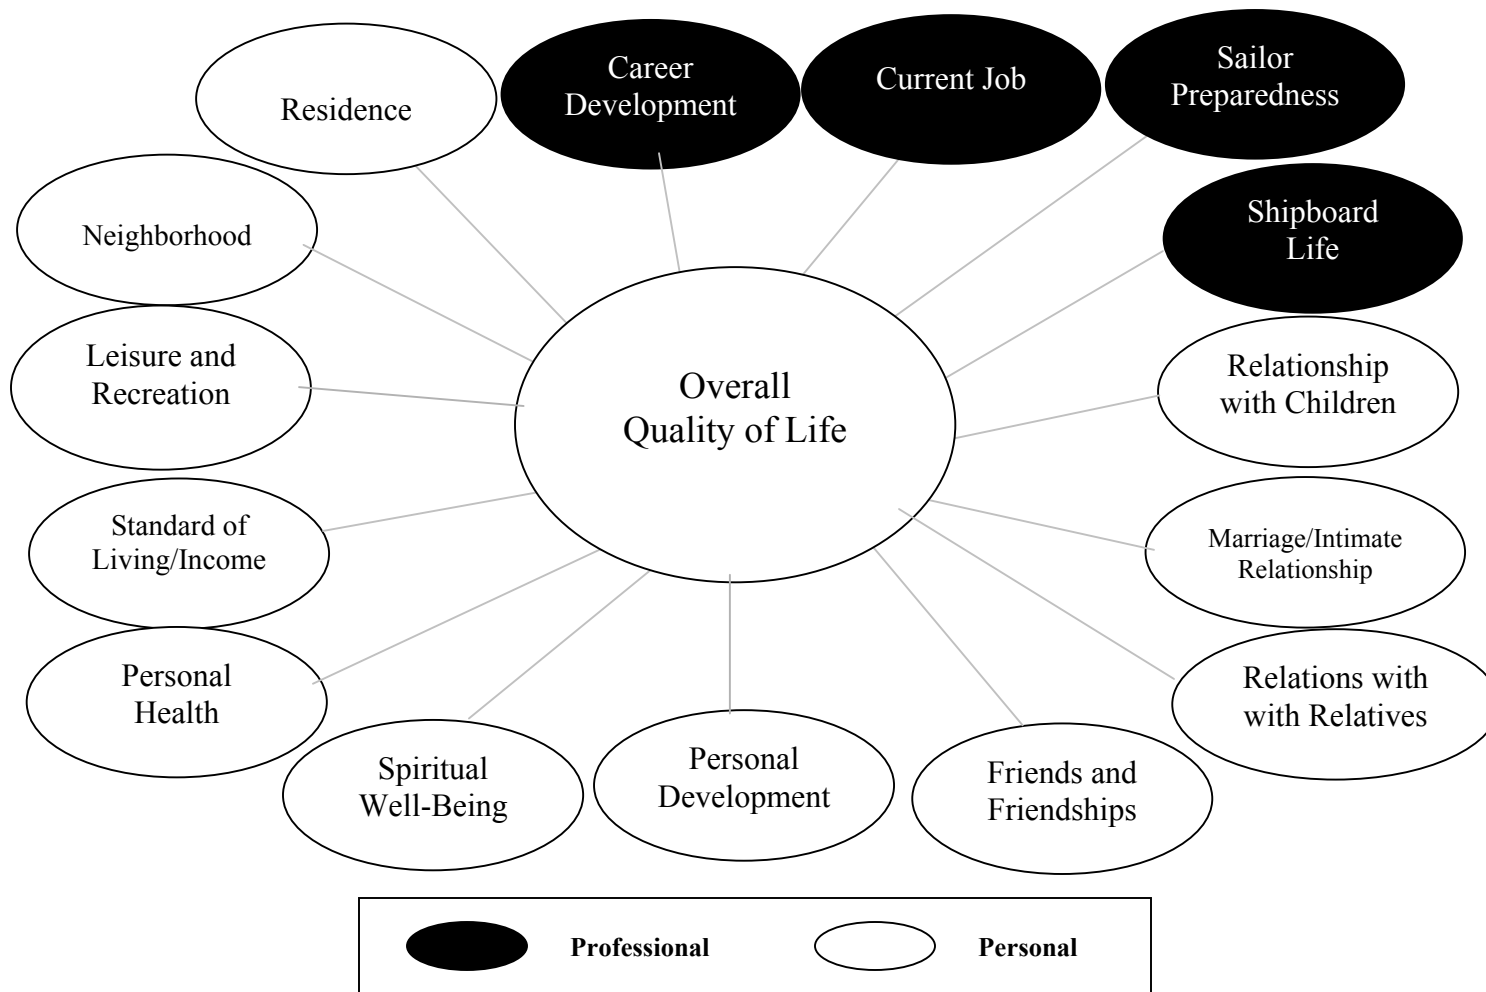 Residence
Career
Development
Current Job
Sailor
Preparedness
Neighborhood
Shipboard
Life
Leisure and
Recreation
Overall
Quality of Life
Relationship
with Children
Standard of
Living/Income
Marriage/Intimate
Relationship
Personal
Health
Relations with
with Relatives
Spiritual
Well-Being
Personal
Development
Friends and
Friendships
Professional
Personal